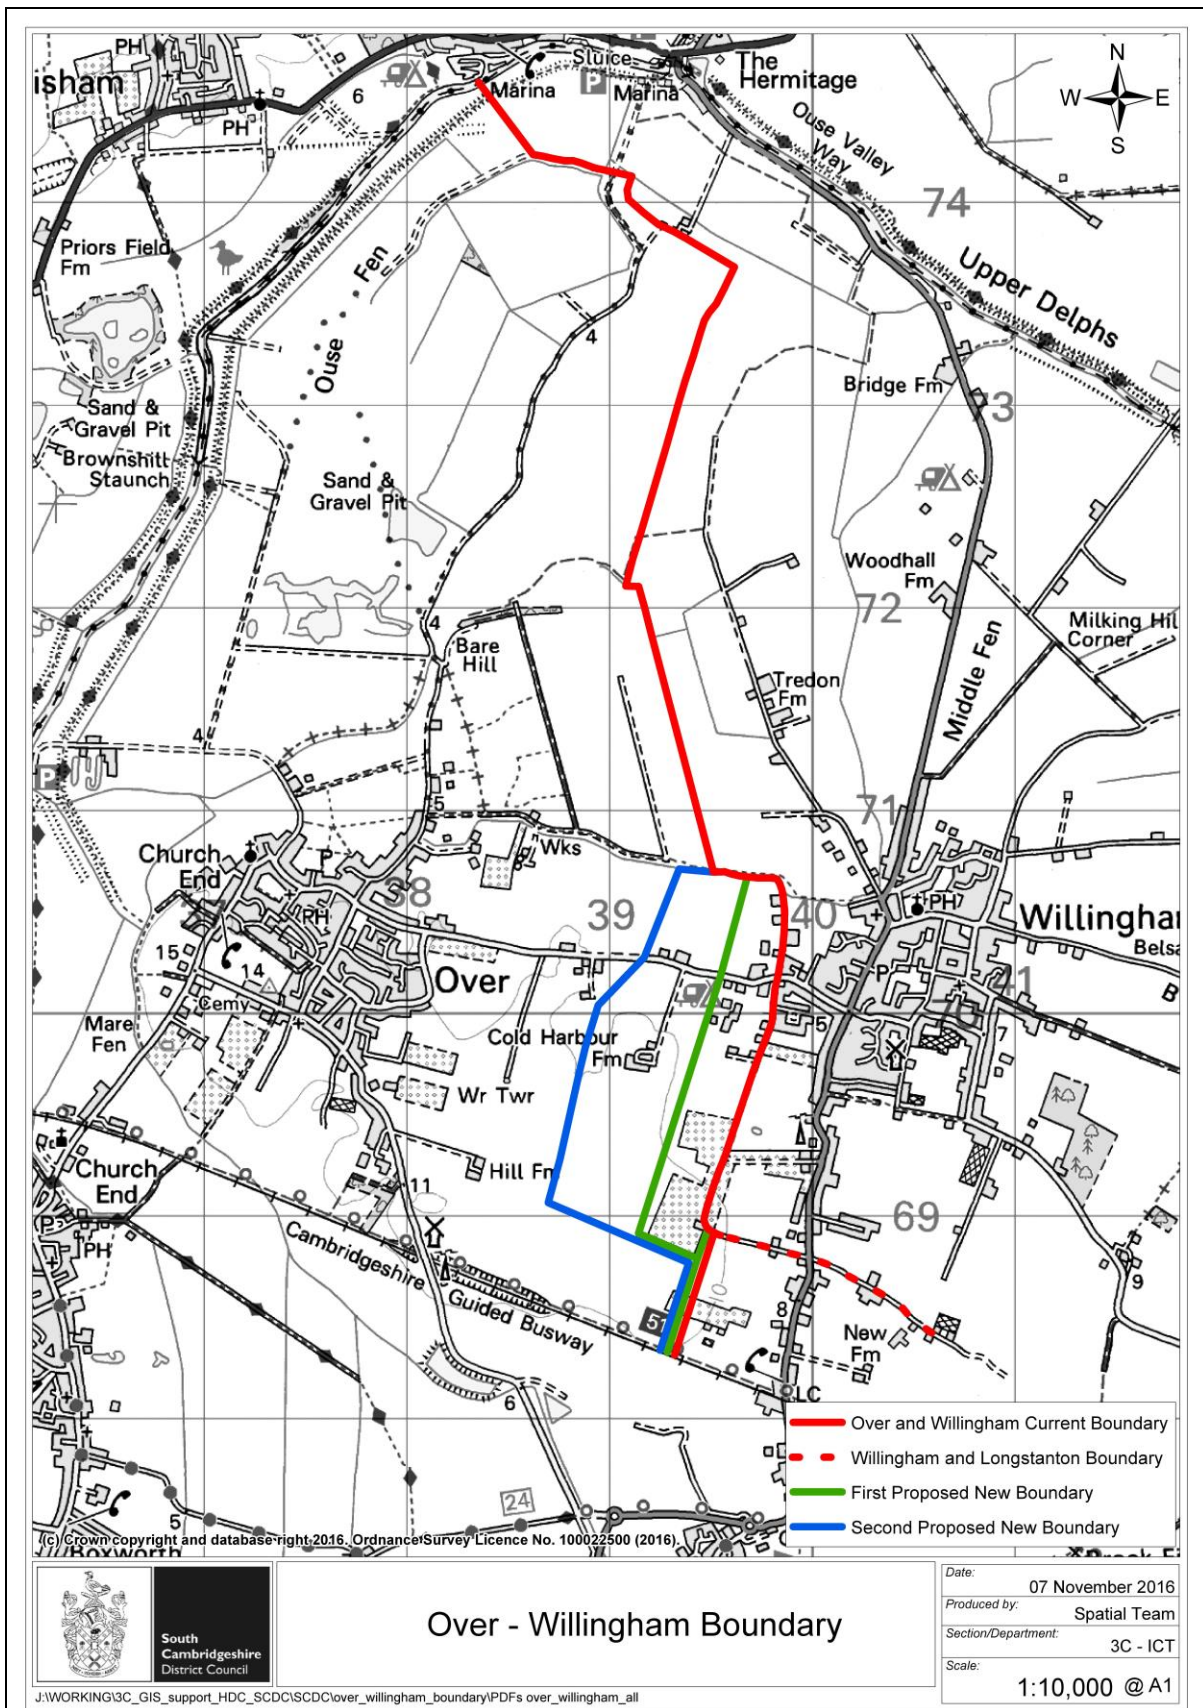 PH
isham
6
PH
Sluice
P
Marina
Marina
The
Hermitage
N
W
E
S
Ouse Valley
Way
74
Priors Field
Fm
Ouse Fen
Upper Delphs
4
Bridge Fm
73
Sand &
Gravel Pit
Brownshill
Staunch
Sand &
Gravel Pit
Woodhall
Fm
72
4
Bare
Hill
Milking Hil
Corner
Middle Fen
Tredon
Fm
4
P
5
71
Church
End
P
Wks
38
PH
39
40
PH
Willingham
Belsa
15
14
Over
P
41
B
Cemy
70
5
Mare
Fen
Cold Harbour
Fm
Wr Twr
Church
End
Hill Fm
11
69
P
PH
Cambridgeshire
Guided Busway
51
8
9
New
Fm
LC
6
24
5
Over and Willingham Current Boundary
Willingham and Longstanton Boundary
First Proposed New Boundary
Second Proposed New Boundary
(c) Crown copyright and database right 2016. Ordnance Survey Licence No. 100022500 (2016).
Boxworth
South
Cambridgeshire
District Council
Over - Willingham Boundary
Date:
07 November 2016
Produced by:
Spatial Team
Section/Department:
3C - ICT
Scale:
1:10,000 @ A1
J:\WORKING\3C_GIS_support_HDC_SCDC\SCDC\over_willingham_boundary\PDFs over_willingham_all